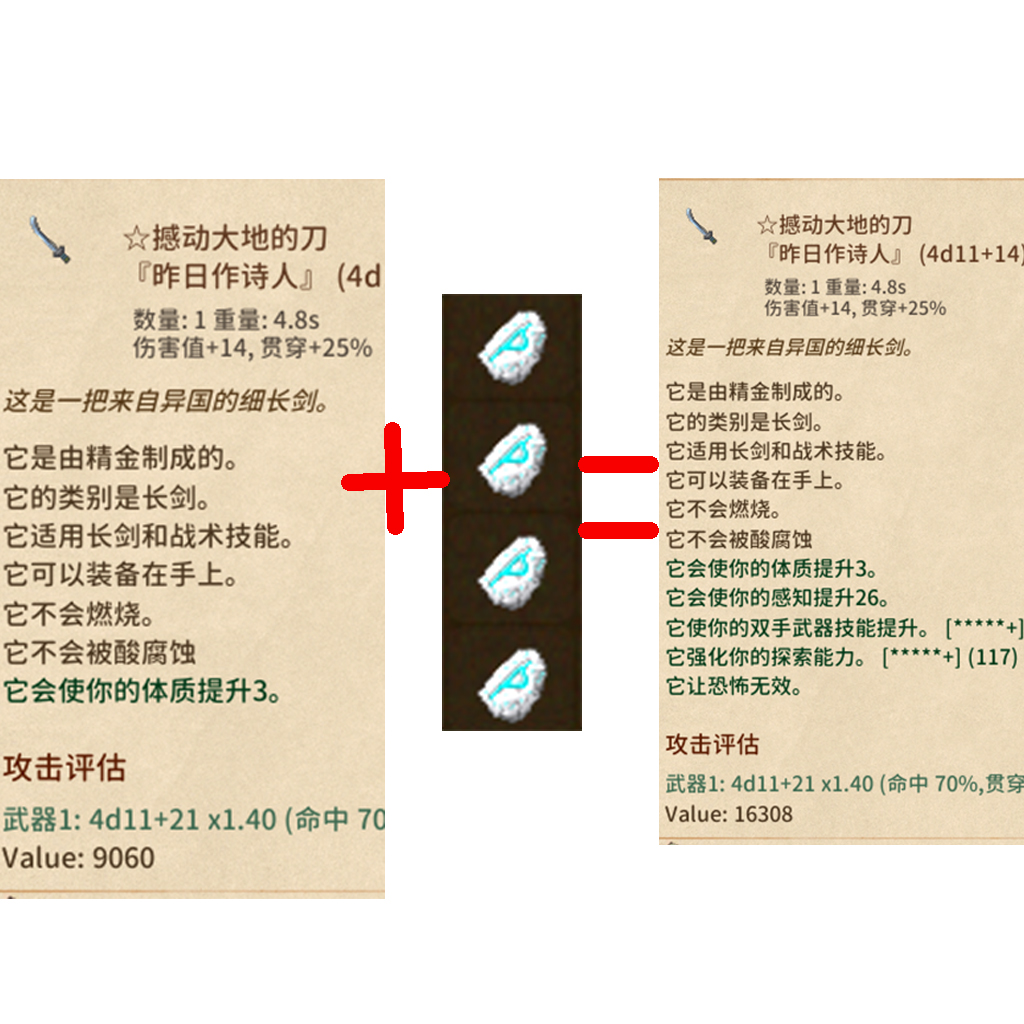 ☆撼动大地的刀
『昨日作诗人』 (4d
数量: 1 重量: 4.8s
伤害值+14, 贯穿+25%
这是一把来自异国的细长剑。
它是由精金制成的。
它的类别是长剑。
它适用长剑和战术技能。
它可以装备在手上。
它不会燃烧。
它不会被酸腐蚀
它会使你的体质提升3。
攻击评估
武器1: 4d11+21 x1.40 (命中 70
Value: 9060
☆撼动大地的刀
『昨日作诗人』 (4d11+14)
数量: 1 重量: 4.8s
伤害值+14, 贯穿+25%
这是一把来自异国的细长剑。
它是由精金制成的。
它的类别是长剑。
它适用长剑和战术技能。
它可以装备在手上。
它不会燃烧。
它不会被酸腐蚀
它会使你的体质提升3。
它会使你的感知提升26。
它使你的双手武器技能提升。 [*****+]
它强化你的探索能力。 [*****+] (117)
它让恐怖无效。
攻击评估
武器1: 4d11+21 x1.40 (命中 70%,贯穿
Value: 16308